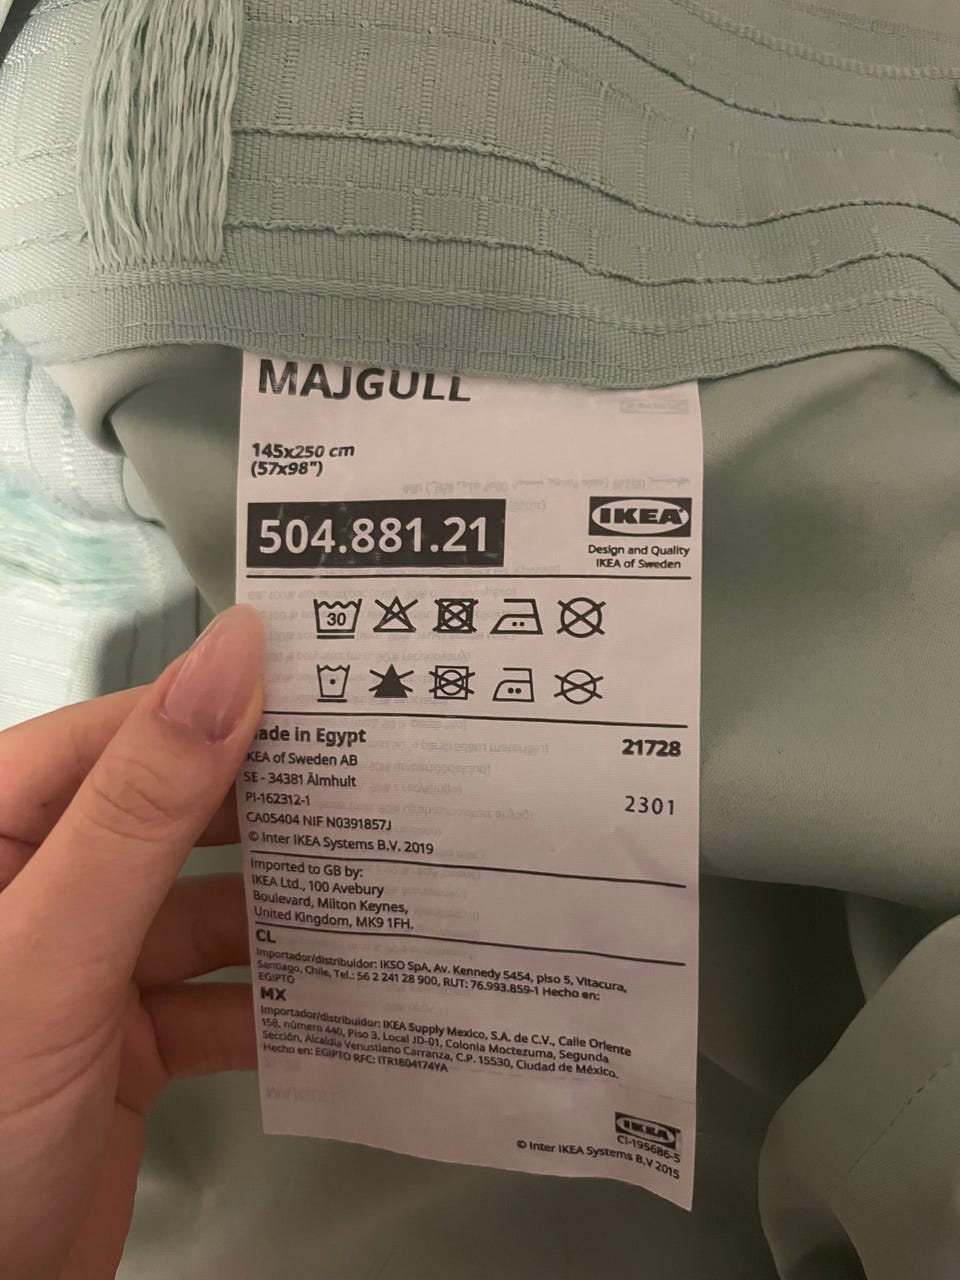 MAJGULL
145x250 cm
(57x98")
504.881.21
IKEA
Design and Quality
IKEA of Sweden
30
ade in Egypt
21728
KEA of Sweden AB
SE - 34381 Älmhult
PI-162312-1
2301
CA05404 NIF N0391857J
© Inter IKEA Systems B.V. 2019
Imported to GB by:
IKEA Ltd., 100 Avebury
Boulevard, Milton Keynes,
United Kingdom, MK9 1FH.
CL
Importador/distribuidor: IKSO SpA, Av. Kennedy 5454, piso 5, Vitacura,
Santiago, Chile, Tel.: 56 2 241 28 900, RUT: 76.993.859-1 Hecho en:
EGIPTO
MX
Importador/distribuidor: IKEA Supply Mexico, S.A. de C.V., Calle Oriente
158, número 440, Piso 3, Local JD-01, Colonia Moctezuma, Segunda
Sección, Alcaldía Venustiano Carranza, C.P. 15530, Ciudad de México.
Hecho en: EGIPTO RFC: ITR1804174YA
IKEA
CI-195686-5
© Inter IKEA Systems B.V 2015